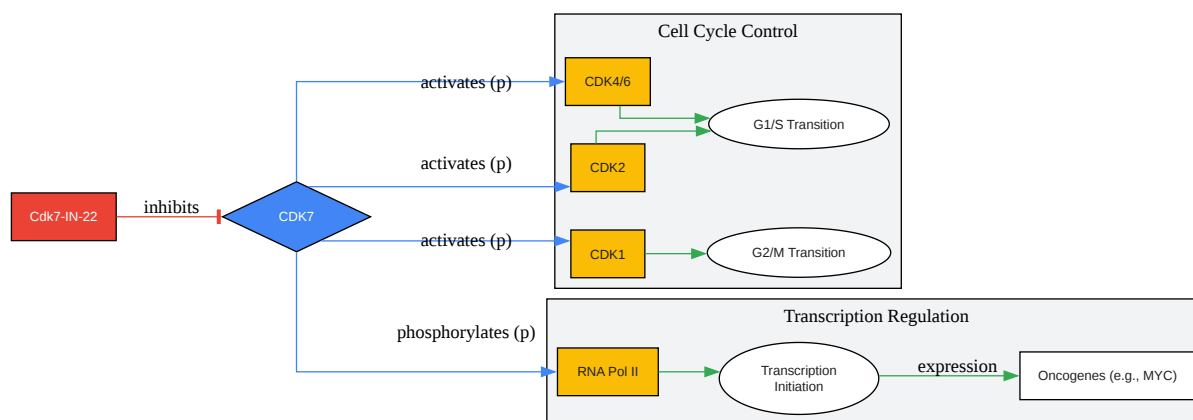 Cell Cycle Control
activates (p)
CDK4/6
G1/S Transition
activates (p)
CDK2
Cdk7-IN-22
inhibits
CDK7
activates (p)
CDK1
G2/M Transition
Transcription Regulation
phosphorylates (p)
RNA Pol II
Transcription
Initiation
expression
Oncogenes (e.g., MYC)